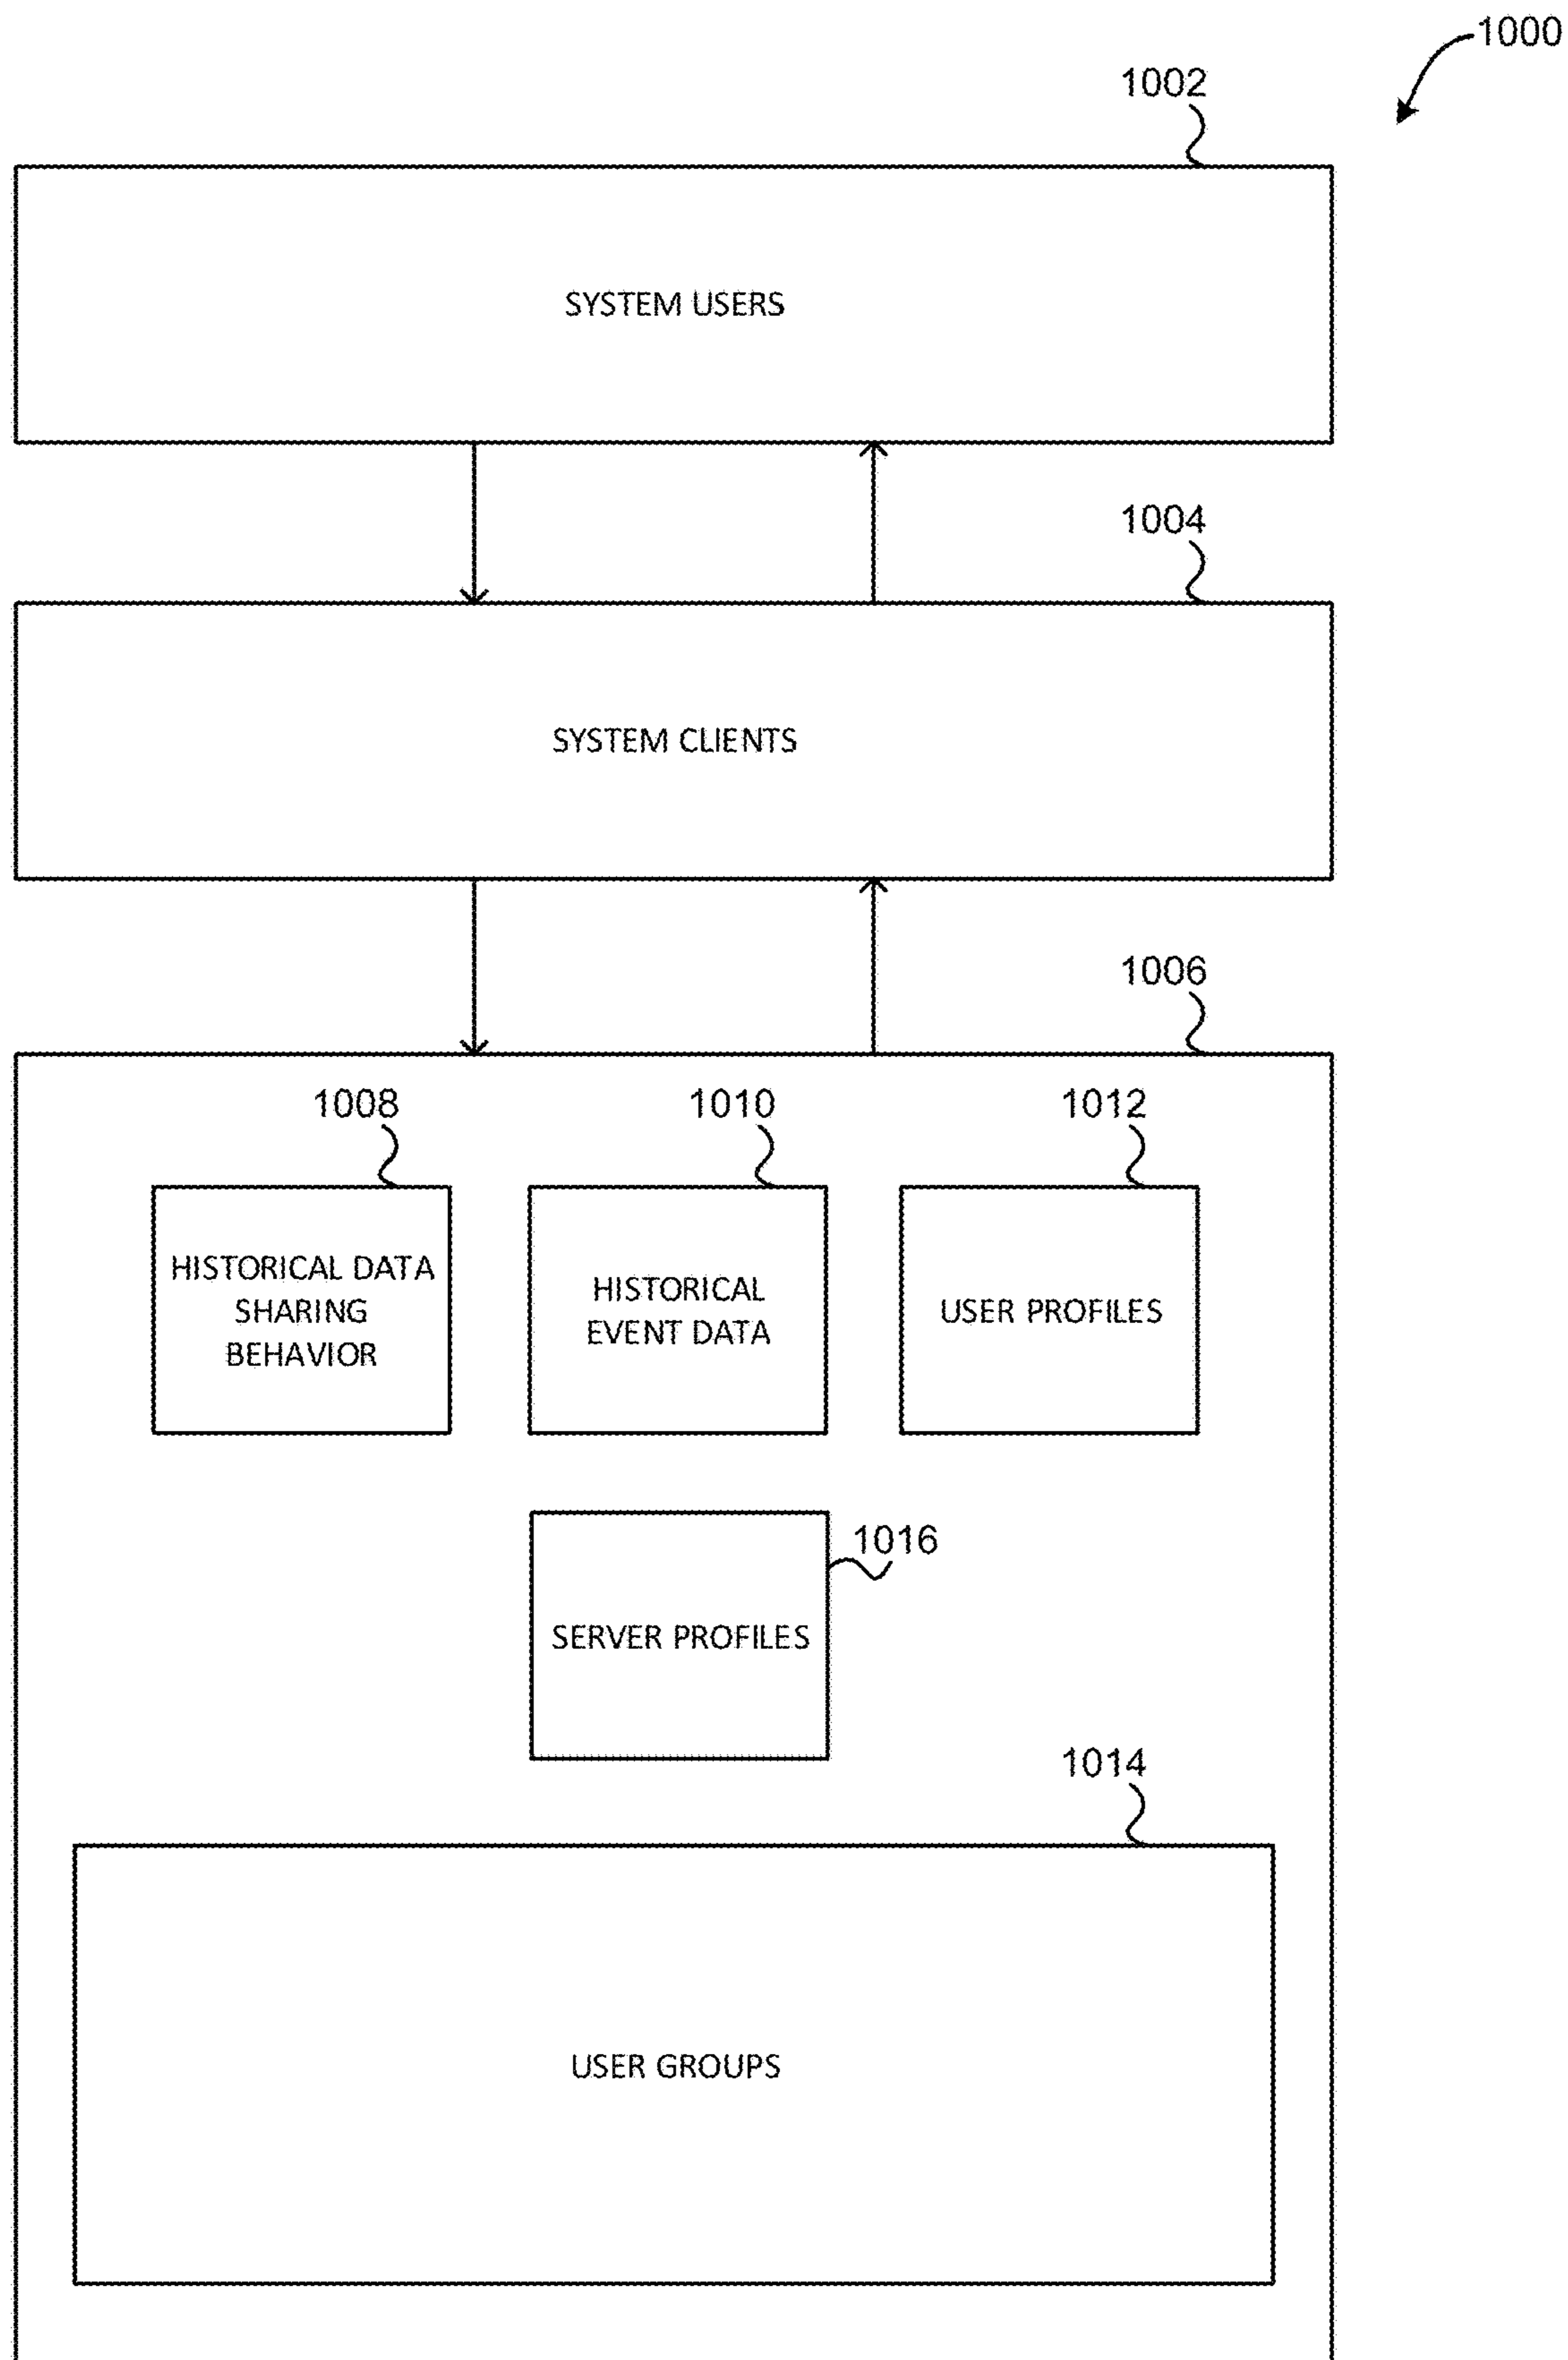 1000
1002
SYSTEM USERS
1004
SYSTEM CLIENTS
1006
1008
1010
1012
HISTORICAL DATA
SHARING
BEHAVIOR
HISTORICAL
EVENT DATA
USER PROFILES
1016
SERVER PROFILES
1014
USER GROUPS